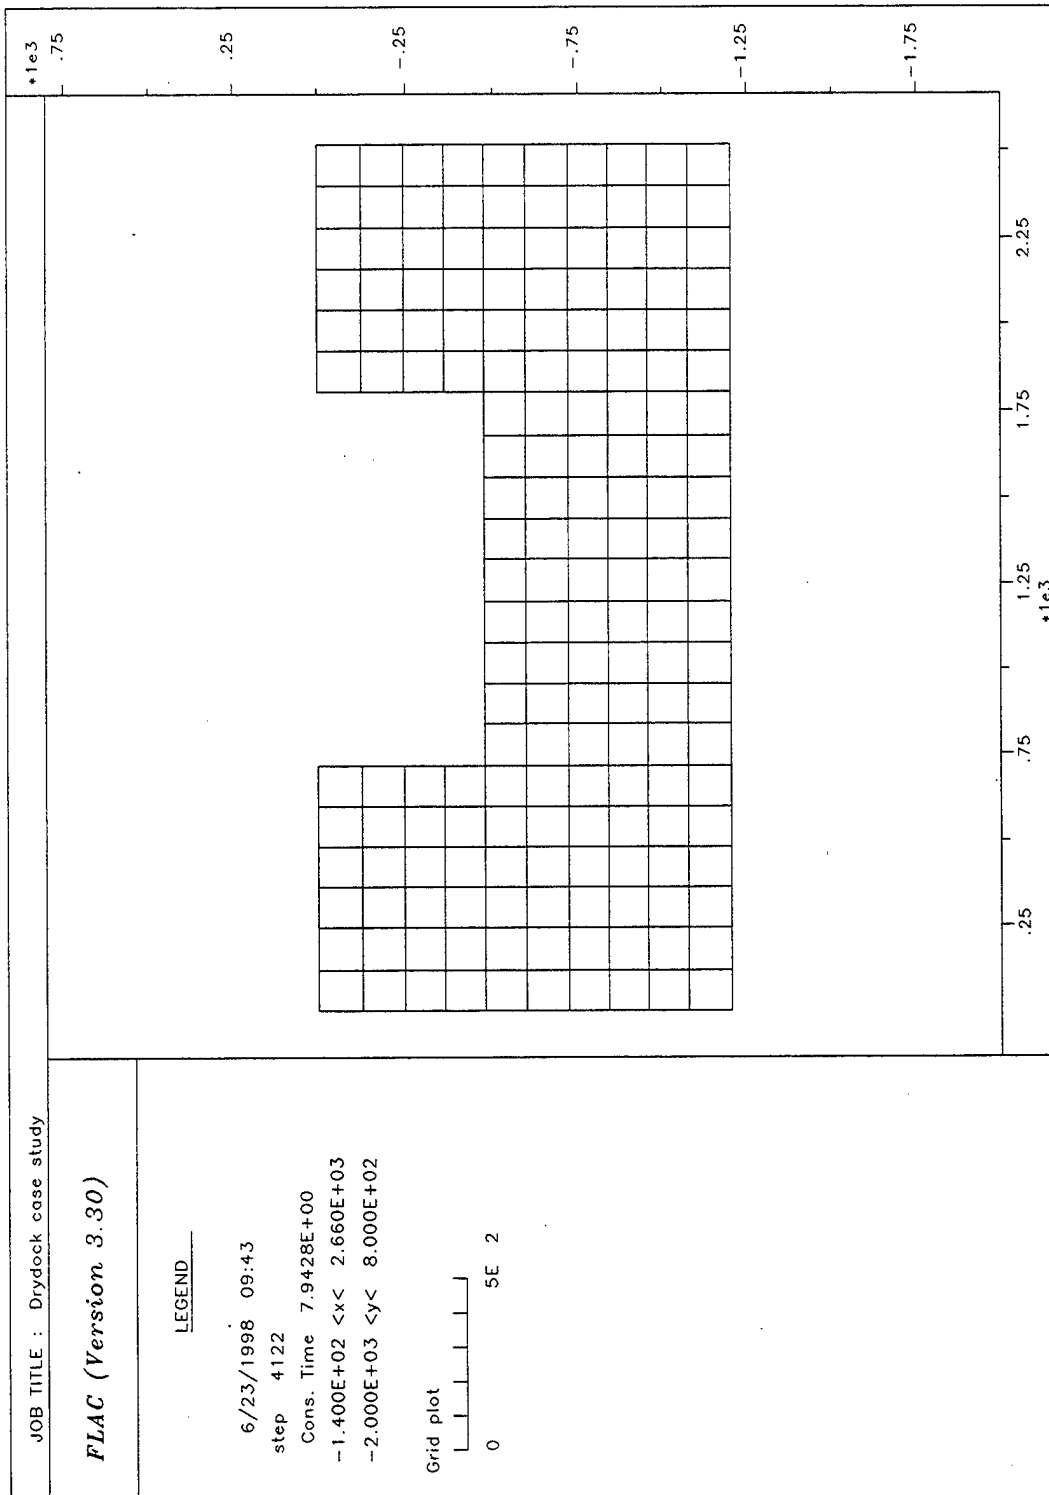 JOB TITLE : Drydock case study
FLAC (Version 3.30)
LEGEND
6/23/1998 09:43
step 4122
Cons. Time 7.9428E+00
-1.400E+02 <x< 2.660E+03
-2.000E+03 <y< 8.000E+02
Grid plot
0 5E 2
*1e3
.75
.25
-.25
-.75
-1.25
-1.75
.25
.75
1.25
1.75
2.25
*1e3